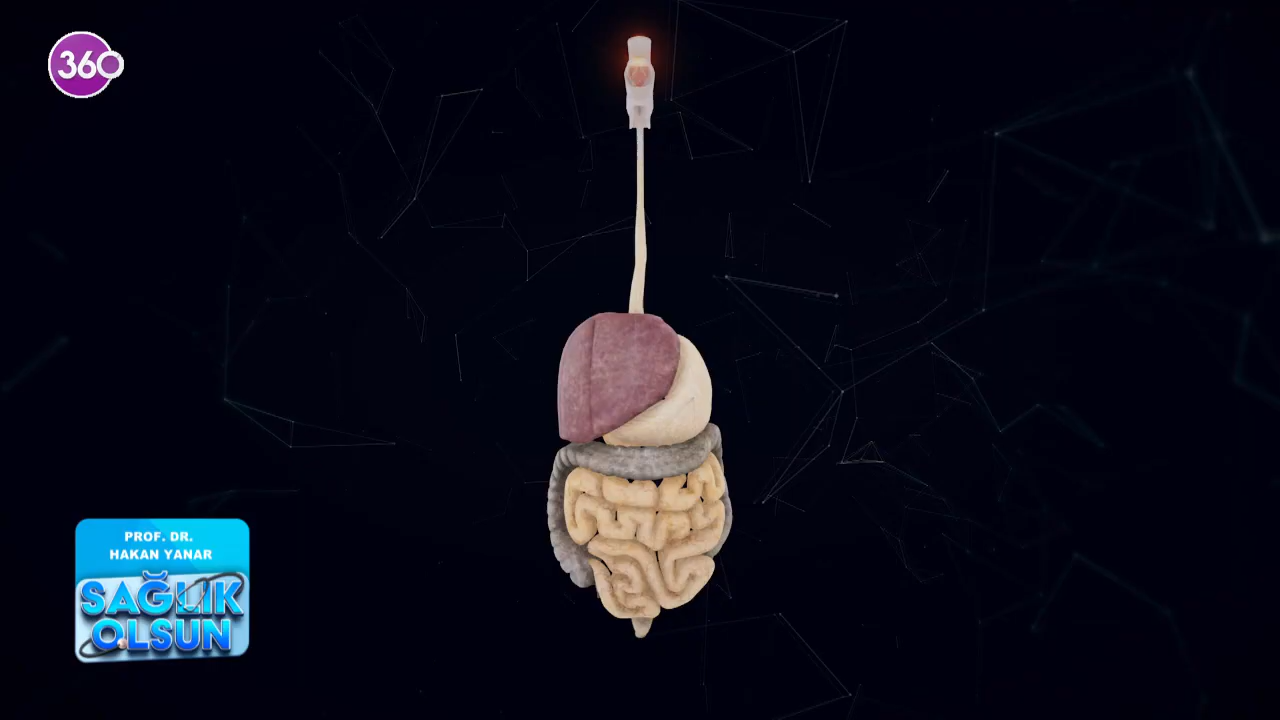 360
PROF. DR.
HAKAN YANAR
SAĞLIK
OLSUN